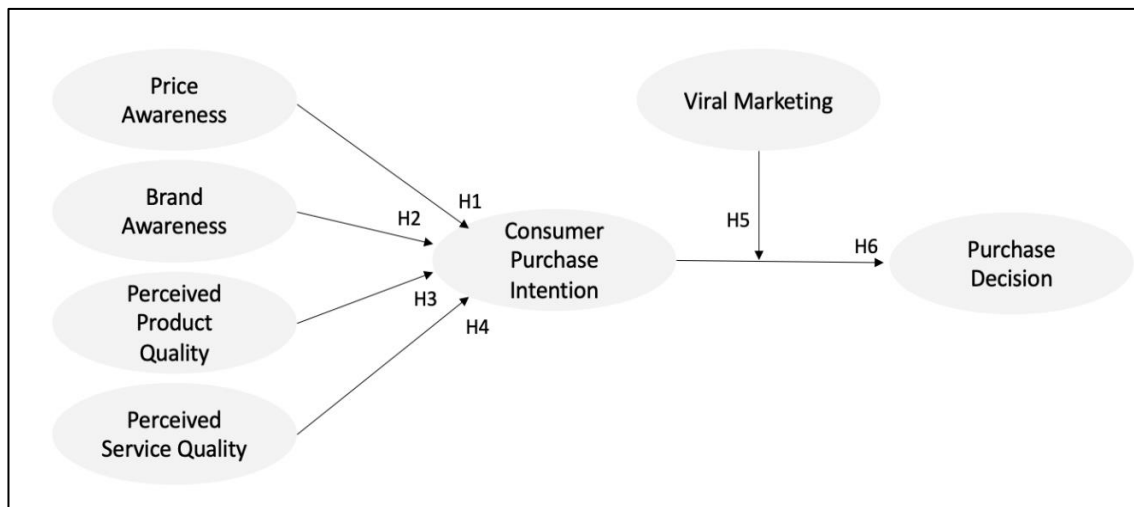 Price
Awareness
Brand
Awareness
Perceived
Product
Quality
Perceived
Service Quality
H1
H2
H3
H4
Consumer
Purchase
Intention
Viral Marketing
H5
H6
Purchase
Decision